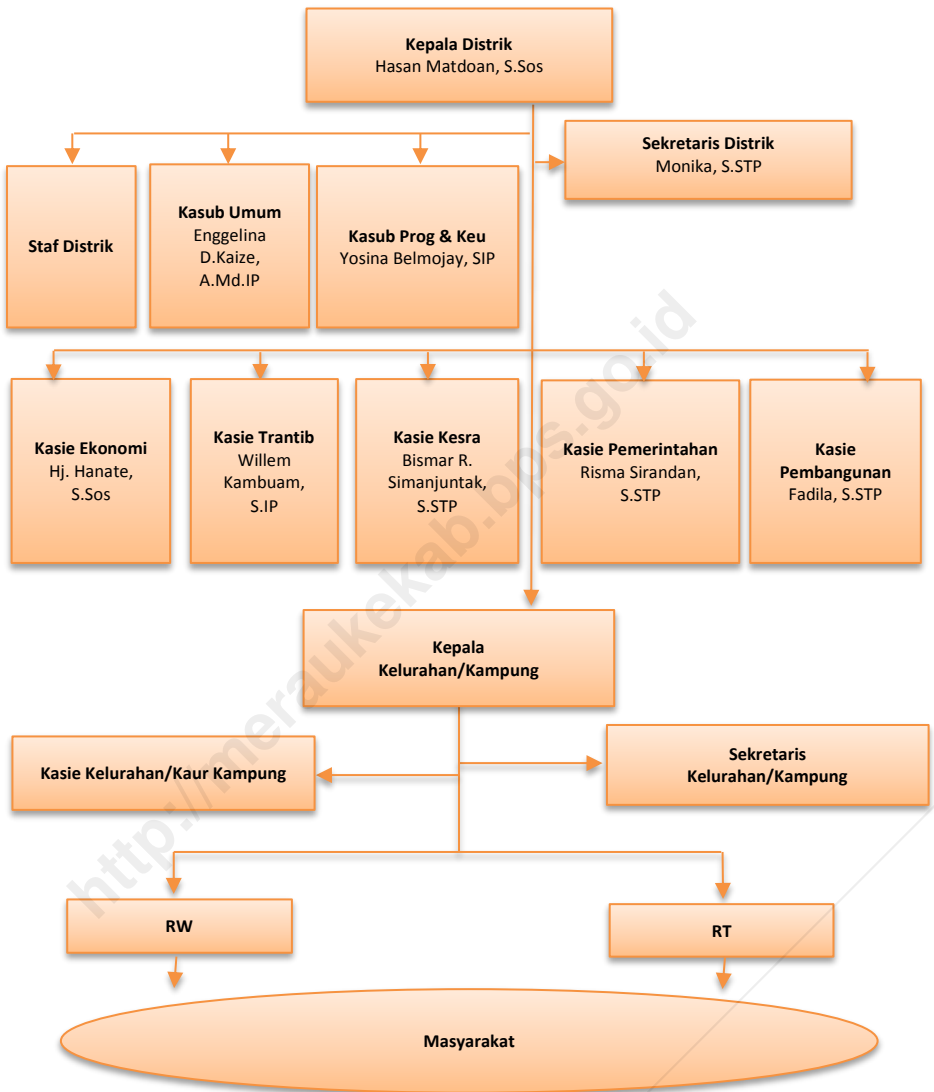 Kepala Distrik
Hasan Matdoan, S.Sos
Sekretaris Distrik
Monika, S.STP
Staf Distrik
Kasub Umum
Enggelina
D.Kaize,
A.Md.IP
Kasub Prog & Keu
Yosina Belmojay, SIP
Kasie Ekonomi
Hj. Hanate,
S.Sos
Kasie Trantib
Willem
Kambuam,
S.IP
Kasie Kesra
Bismar R.
Simanjuntak,
S.STP
Kasie Pemerintahan
Risma Sirandan,
S.STP
Kasie
Pembangunan
Fadila, S.STP
Kepala
Kelurahan/Kampung
Kasie Kelurahan/Kaur Kampung
Sekretaris
Kelurahan/Kampung
RW
RT
Masyarakat
http://meraukekab.bps.go.id